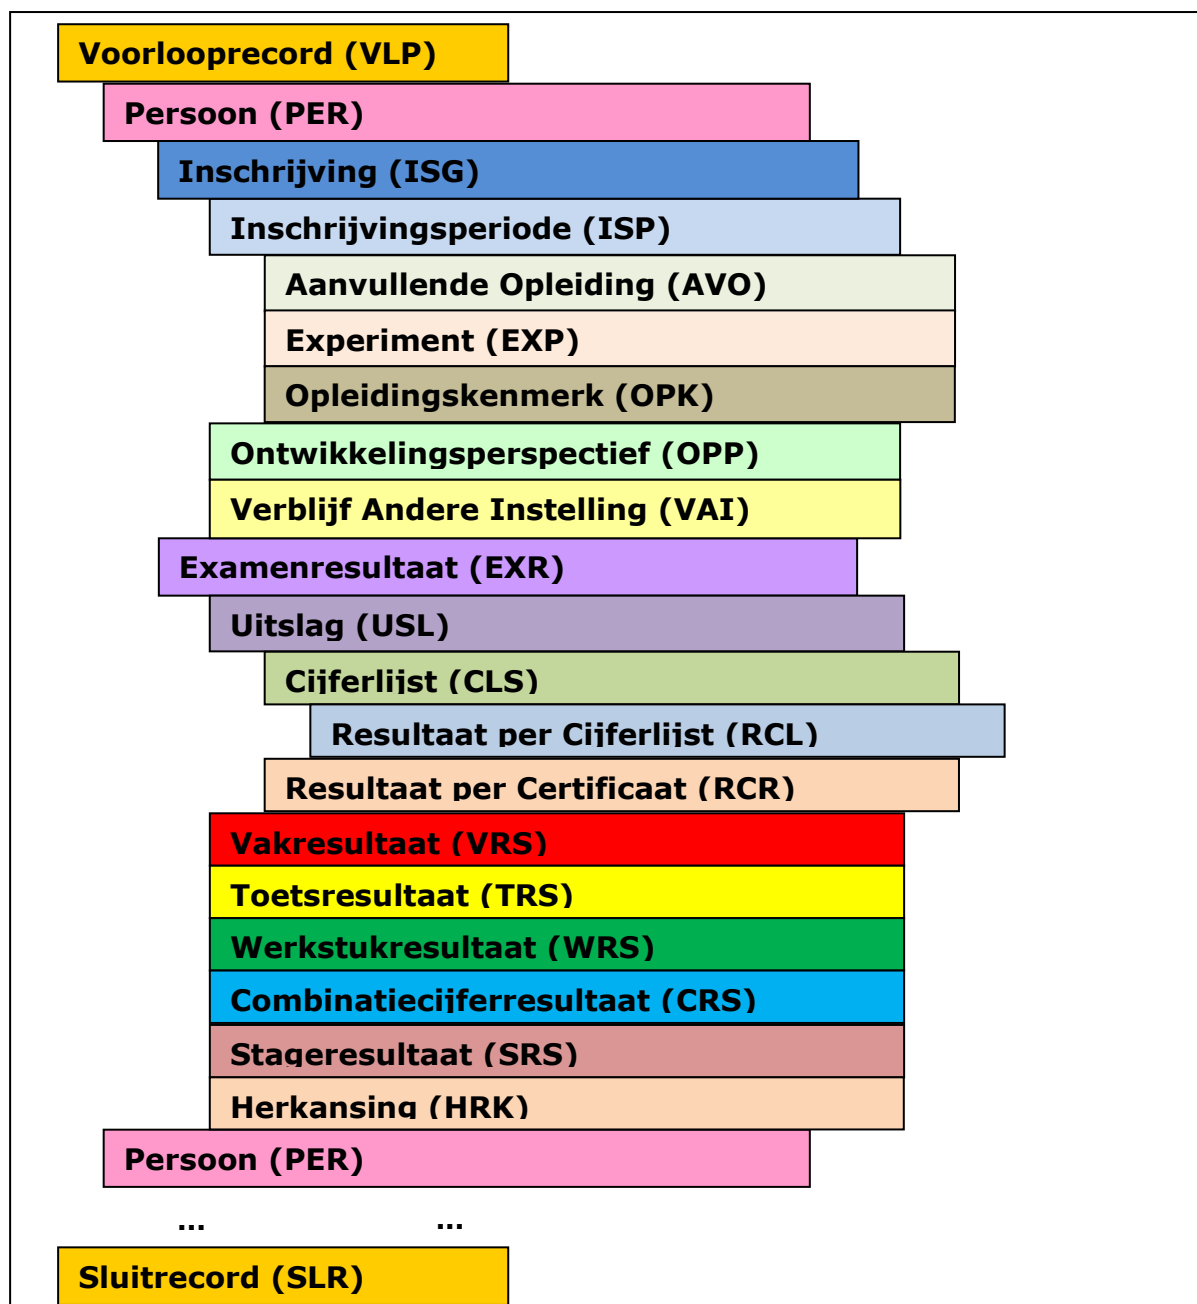 Voorlooprecord (VLP)
Persoon (PER)
Inschrijving (ISG)
Inschrijvingsperiode (ISP)
Aanvullende Opleiding (AVO)
Experiment (EXP)
Opleidingskenmerk (OPK)
Ontwikkelingsperspectief (OPP)
Verblijf Andere Instelling (VAI)
Examenresultaat (EXR)
Uitslag (USL)
Cijferlijst (CLS)
Resultaat per Cijferlijst (RCL)
Resultaat per Certificaat (RCR)
Vakresultaat (VRS)
Toetsresultaat (TRS)
Werkstukresultaat (WRS)
Combinatiecijferresultaat (CRS)
Stageresultaat (SRS)
Herkansing (HRK)
Persoon (PER)
... ...
Sluitrecord (SLR)